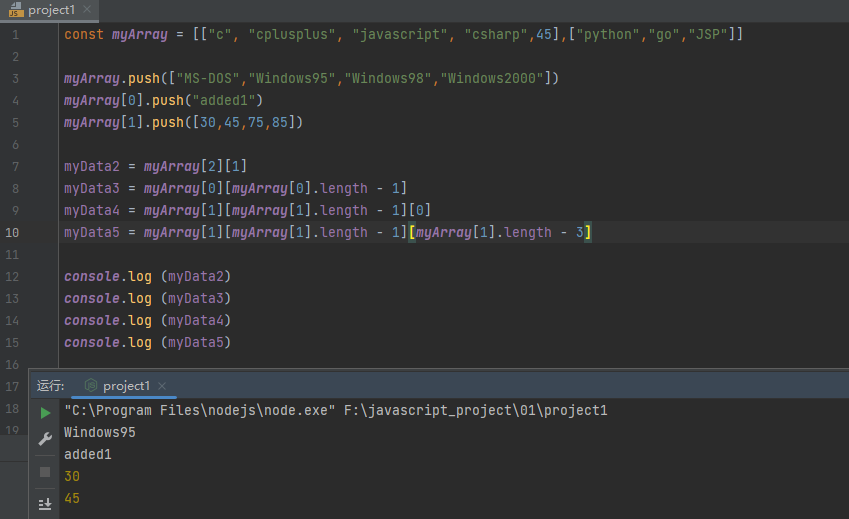 JS project1
1 const myArray = [["c", "cplusplus", "javascript", "csharp",45],["python","go","JSP"]]
2
3 myArray.push(["MS-DOS","Windows95","Windows98","Windows2000"])
4 myArray[0].push("added1")
5 myArray[1].push([30,45,75,85])
6
7 myData2 = myArray[2][1]
8 myData3 = myArray[0][myArray[0].length - 1]
9 myData4 = myArray[1][myArray[1].length - 1][0]
10 myData5 = myArray[1][myArray[1].length - 1][myArray[1].length - 3]
11
12 console.log (myData2)
13 console.log (myData3)
14 console.log (myData4)
15 console.log (myData5)
16
17
18
19
运行: project1
"C:\Program Files\nodejs\node.exe" F:\javascript_project\01\project1
Windows95
added1
30
45